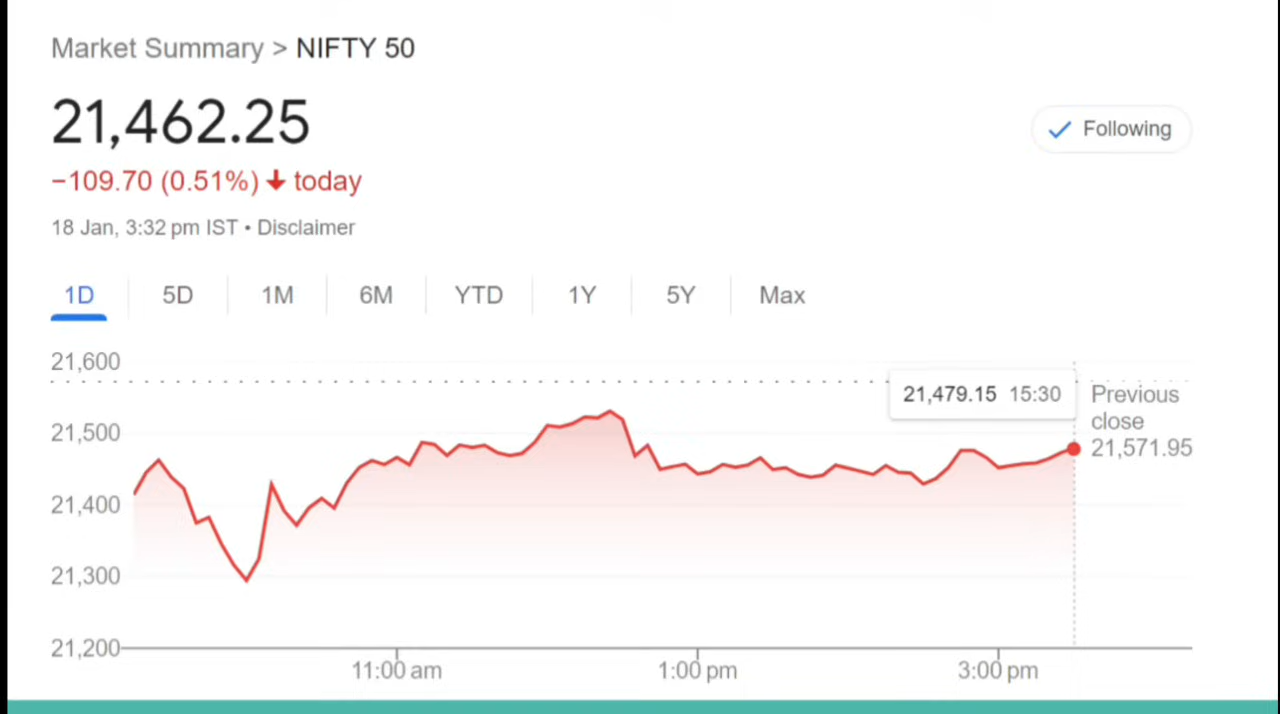 Market Summary > NIFTY 50
21,462.25
Following
−109.70 (0.51%) ↓ today
18 Jan, 3:32 pm IST • Disclaimer
1D 5D 1M 6M YTD 1Y 5Y Max
21,600
21,479.15 15:30
Previous
close
21,571.95
21,500
21,400
21,300
21,200
11:00 am 1:00 pm 3:00 pm